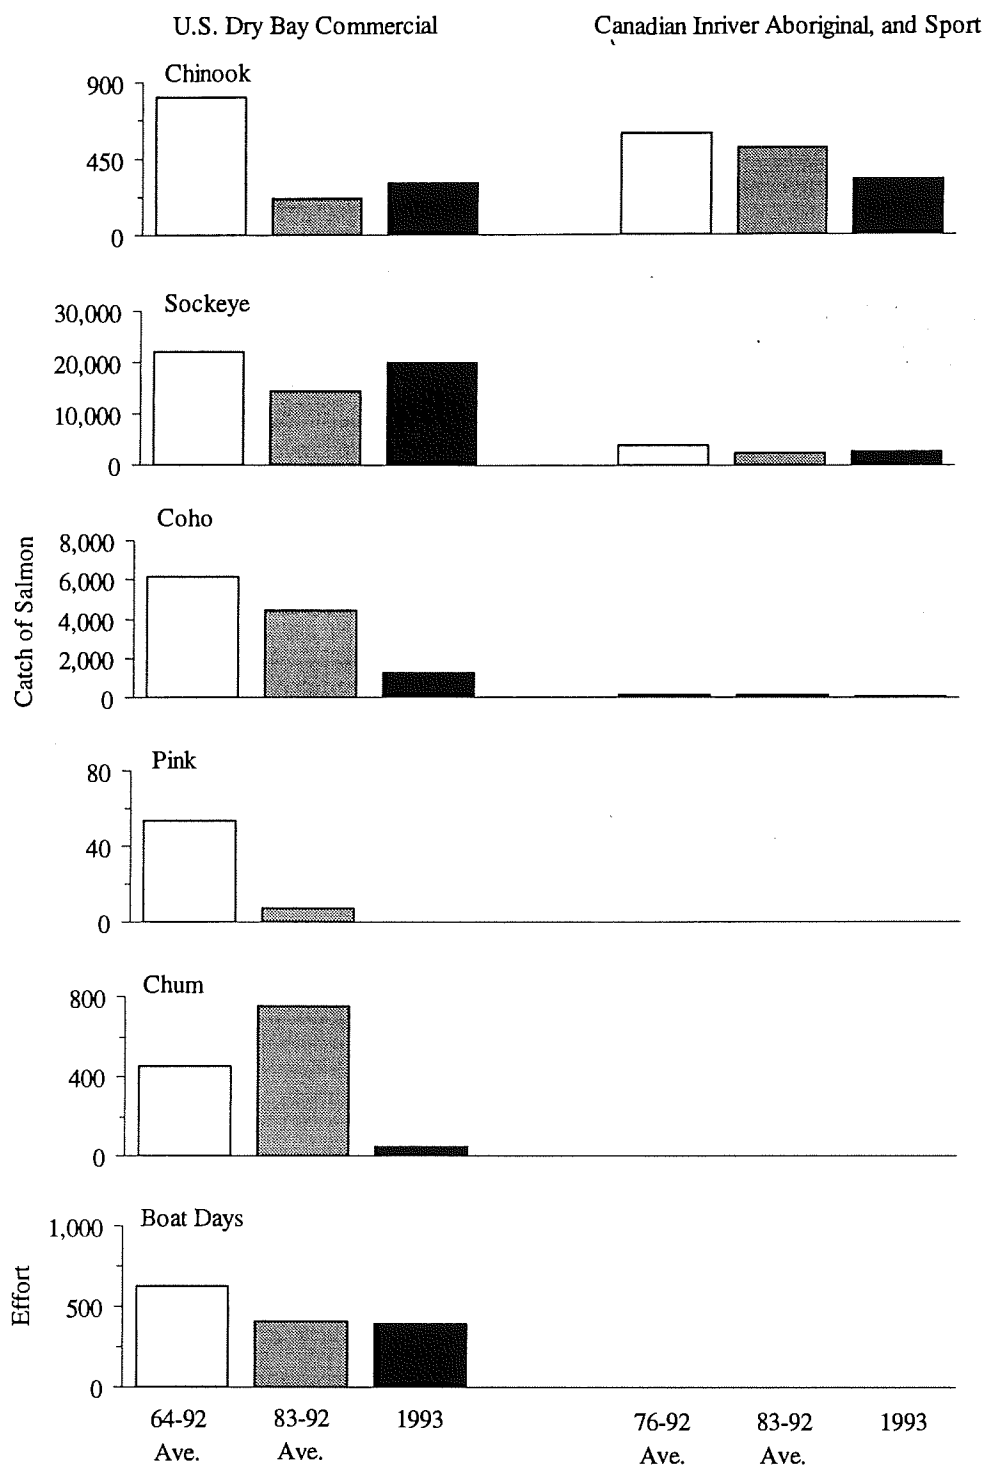 U.S. Dry Bay Commercial
Canadian Inriver Aboriginal, and Sport
Chinook
900
450
0
Sockeye
30,000
20,000
10,000
0
Coho
8,000
6,000
4,000
2,000
0
Catch of Salmon
Pink
80
40
0
Chum
800
400
0
Boat Days
1,000
500
0
Effort
64-92
Ave.
83-92
Ave.
1993
76-92
Ave.
83-92
Ave.
1993